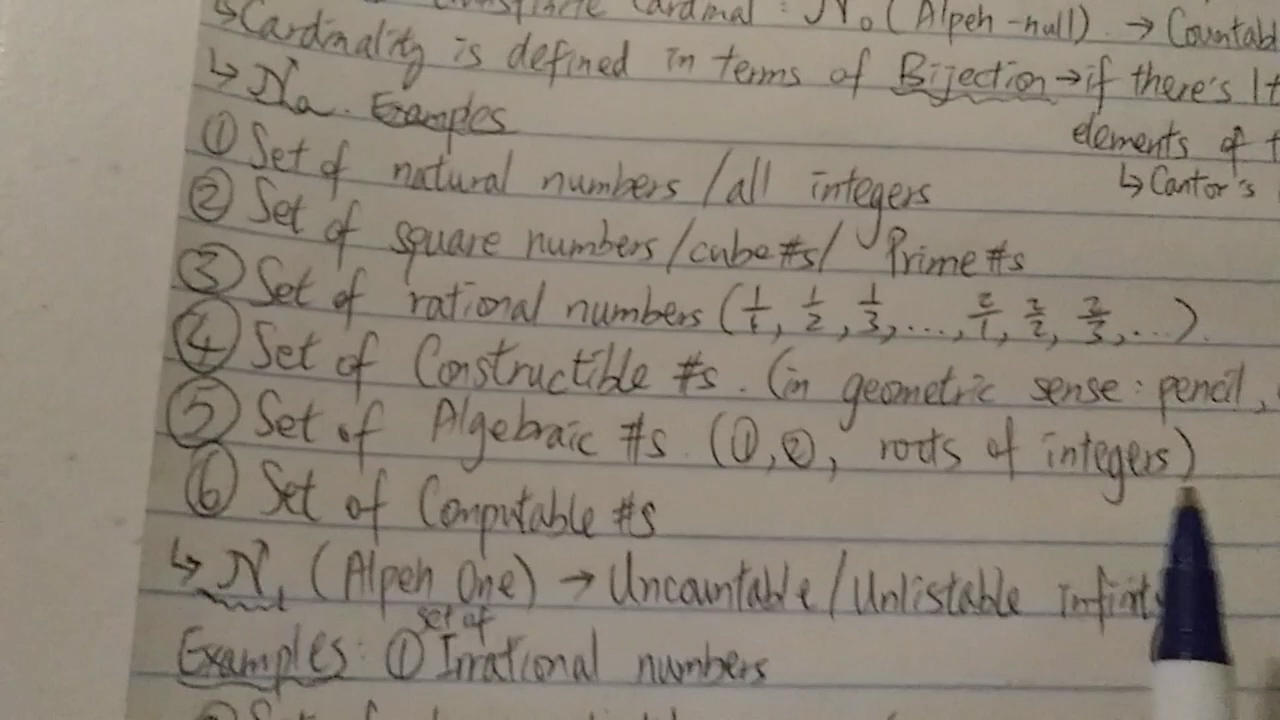 Cardinal : ℵ₀ (Alpeh-null). → Countabl
↳ Cardinality is defined in terms of Bijection → if there's 1t
elements of t
↳ Cantor's
↳ ℵ₀. Examples
① Set of natural numbers / all integers
② Set of square numbers / cube #s / Prime #s
③ Set of rational numbers (1/1, 1/2, 1/3, ..., 2/1, 2/2, 2/3, ...).
④ Set of Constructible #s. (in geometric sense: pencil,
⑤ Set of Algebraic #s. (①, ②, roots of integers)
⑥ Set of Computable #s
↳ ℵ₁ (Alpeh One) → Uncountable / Unlistable infinit
Examples: ① set of Irrational numbers